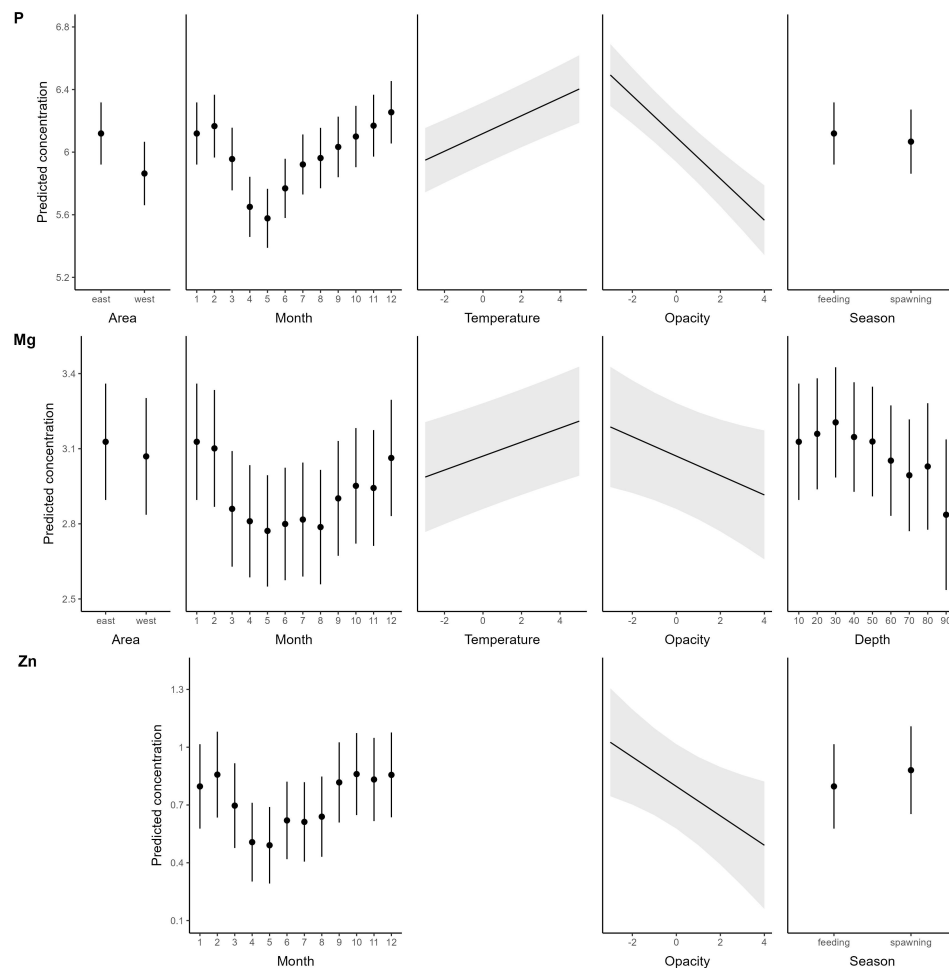 P
Predicted concentration
6.8
6.4
6
5.6
5.2
east west
1 2 3 4 5 6 7 8 9 10 11 12
-2 0 2 4
-2 0 2 4
feeding spawning
Area
Month
Temperature
Opacity
Season
Mg
Predicted concentration
3.4
3.1
2.8
2.5
east west
1 2 3 4 5 6 7 8 9 10 11 12
-2 0 2 4
-2 0 2 4
10 20 30 40 50 60 70 80 90
Area
Month
Temperature
Opacity
Depth
Zn
Predicted concentration
1.3
1
0.7
0.4
0.1
1 2 3 4 5 6 7 8 9 10 11 12
-2 0 2 4
feeding spawning
Month
Opacity
Season